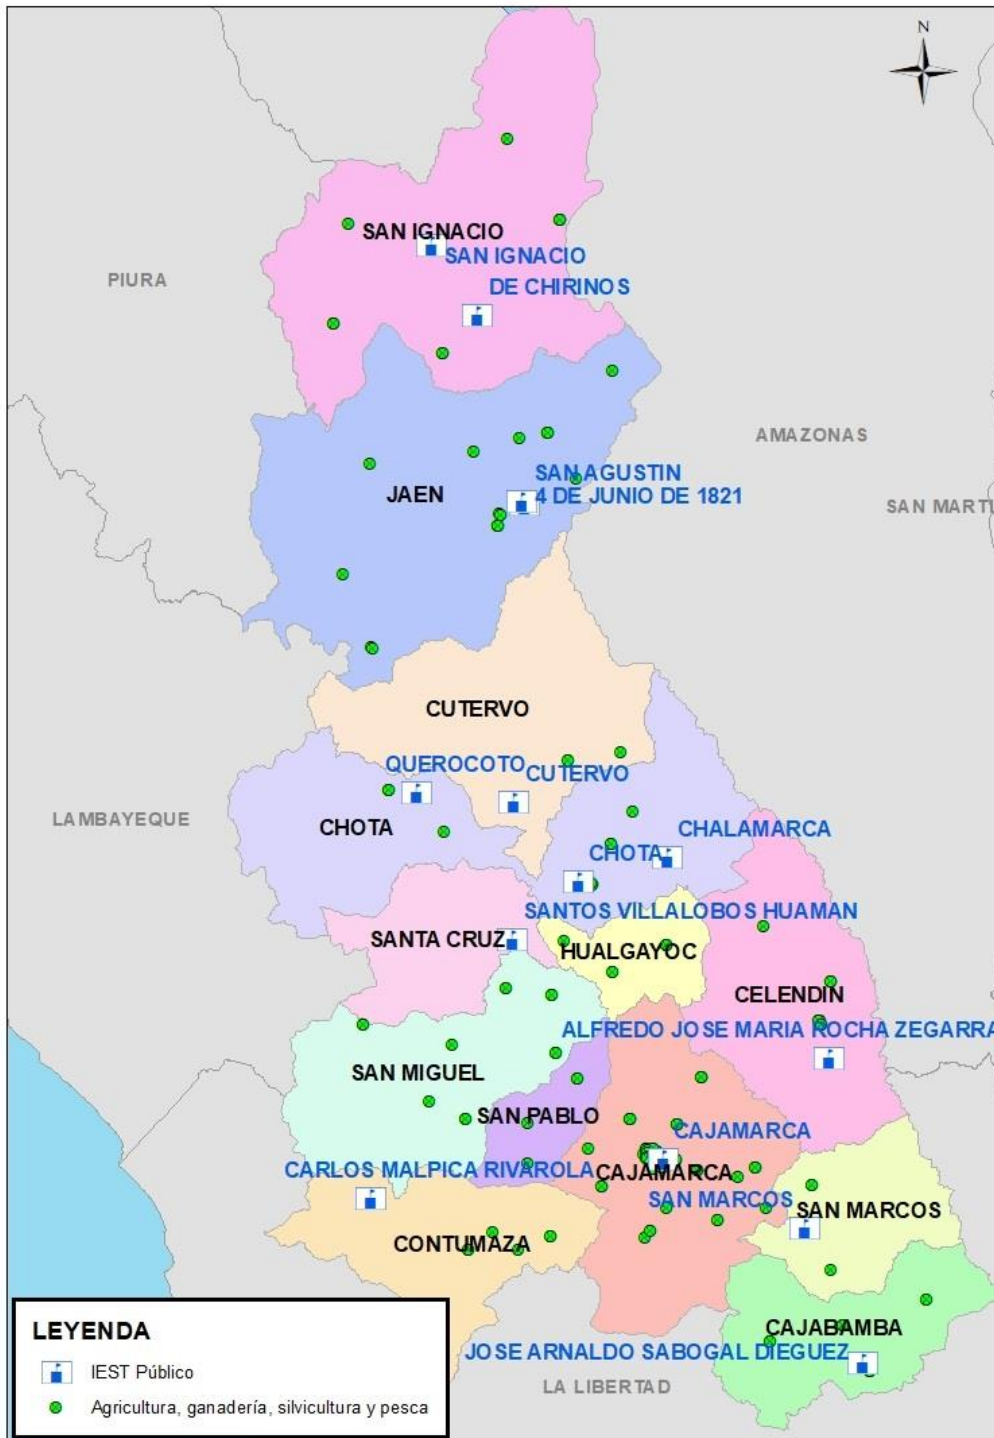 N
SAN IGNACIO
SAN IGNACIO
PIURA
DE CHIRINOS
AMAZONAS
SAN AGUSTIN
JAEN
4 DE JUNIO DE 1821
SAN MARTI
CUTERVO
QUEROCOTO
CUTERVO
LAMBAYEQUE
CHOTA
CHALAMARCA
CHOTA
SANTOS VILLALOBOS HUAMAN
SANTA CRUZ
HUALGAYOC
CELENDIN
ALFREDO JOSE MARIA ROCHA ZEGARRA
SAN MIGUEL
SAN PABLO
CAJAMARCA
CARLOS MALPICA RIVAROLA
CAJAMARCA
SAN MARCOS
SAN MARCOS
CONTUMAZA
CAJABAMBA
JOSE ARNALDO SABOGAL DIEGUEZ
LA LIBERTAD
LEYENDA
IEST Público
Agricultura, ganadería, silvicultura y pesca